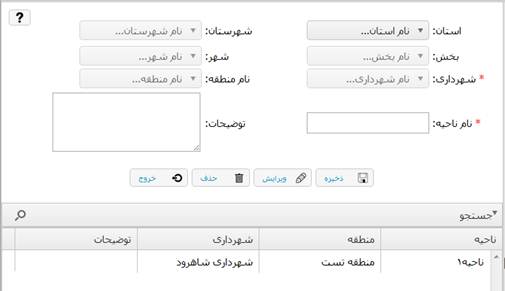 ?
استان: نام استان... شهرستان: نام شهرستان...
بخش: نام بخش... شهر: نام شهر...
* شهرداری: نام شهرداری... نام منطقه: نام منطقه...
* نام ناحیه: توضیحات:
ذخیره ویرایش حذف خروج
جستجو
ناحیه منطقه شهرداری توضیحات
ناحیه۱ منطقه تست شهرداری شاهرود